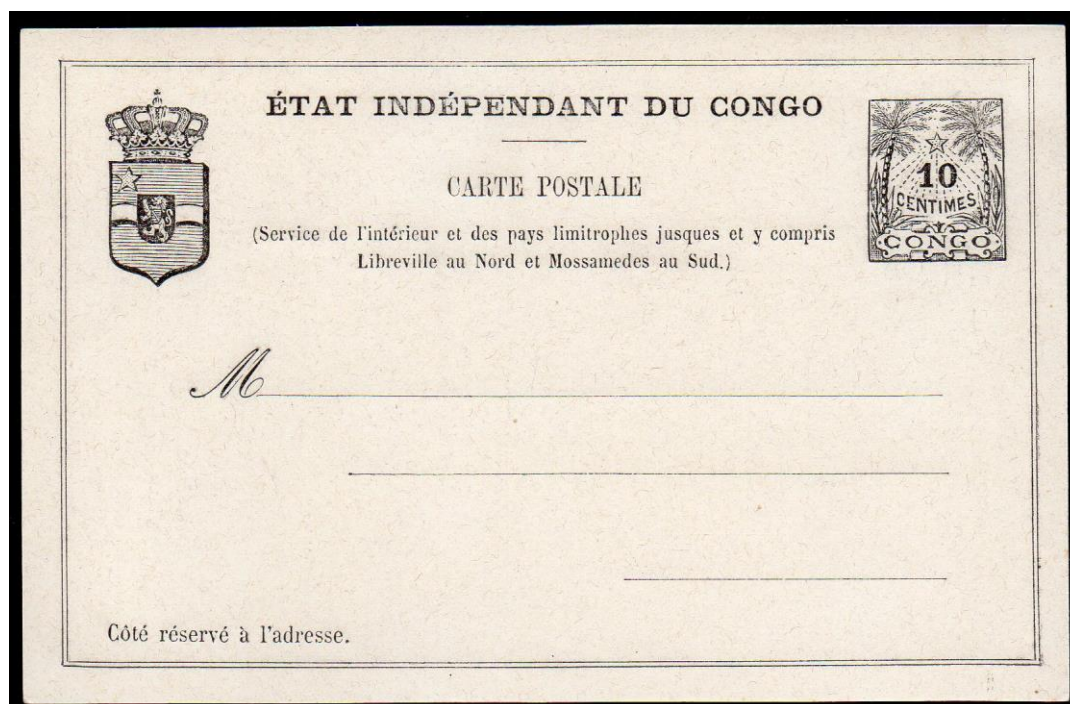 ÉTAT INDÉPENDANT DU CONGO
CARTE POSTALE
(Service de l'intérieur et des pays limitrophes jusques et y compris
Libreville au Nord et Mossamedes au Sud.)
10
CENTIMES
CONGO
M
Côté réservé à l'adresse.